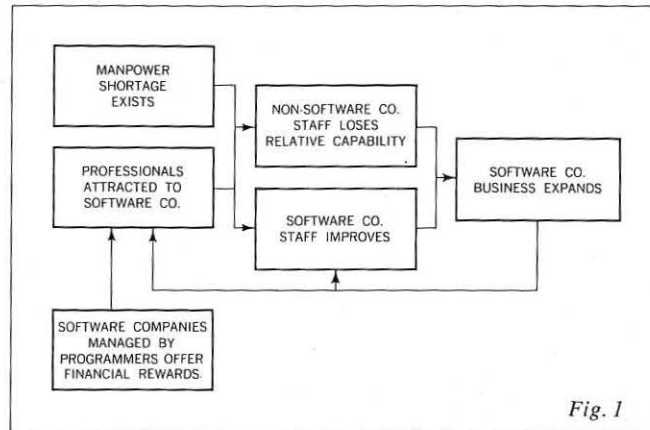 MANPOWER
SHORTAGE
EXISTS
PROFESSIONALS
ATTRACTED TO
SOFTWARE CO.
SOFTWARE COMPANIES
MANAGED BY
PROGRAMMERS OFFER
FINANCIAL REWARDS.
NON-SOFTWARE CO.
STAFF LOSES
RELATIVE CAPABILITY
SOFTWARE CO.
STAFF IMPROVES
SOFTWARE CO.
BUSINESS EXPANDS
Fig. 1